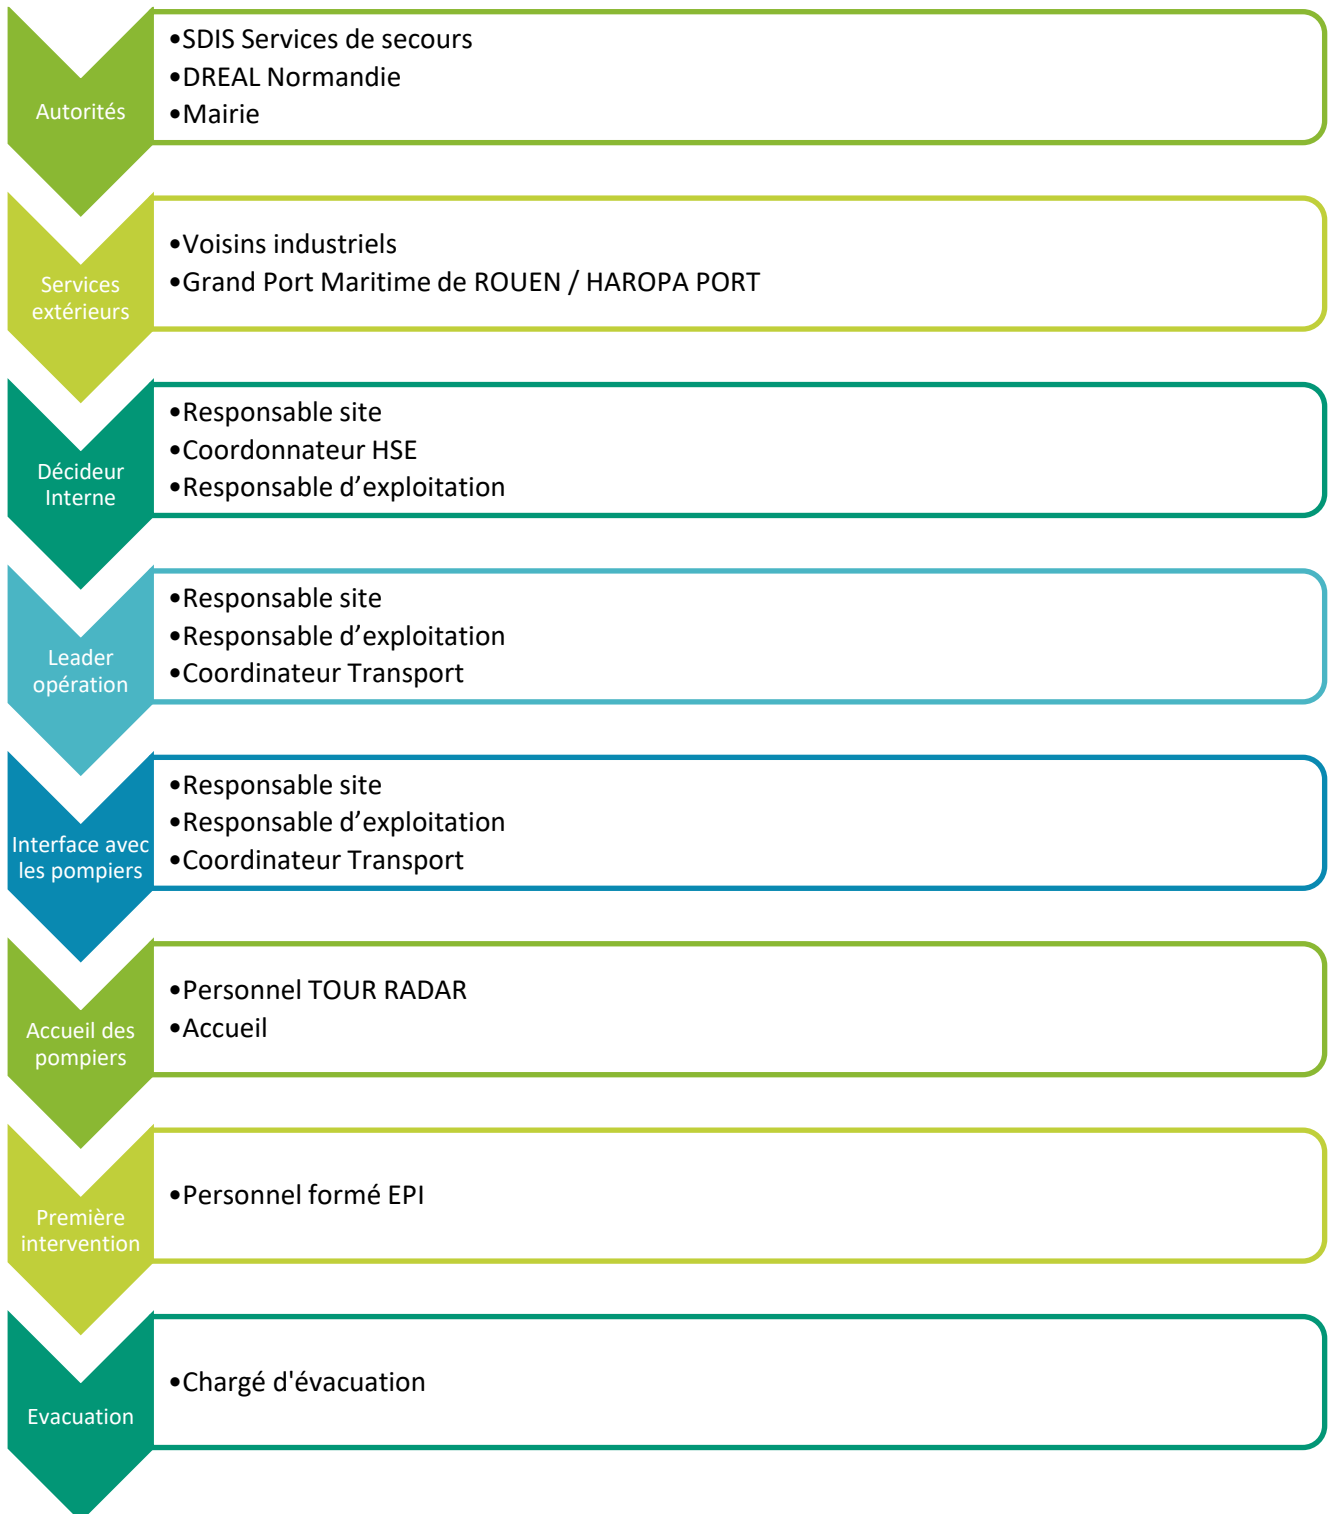 Autorités
•SDIS Services de secours
•DREAL Normandie
•Mairie
Services
extérieurs
•Voisins industriels
•Grand Port Maritime de ROUEN / HAROPA PORT
Décideur
Interne
•Responsable site
•Coordonnateur HSE
•Responsable d’exploitation
Leader
opération
•Responsable site
•Responsable d’exploitation
•Coordinateur Transport
Interface avec
les pompiers
•Responsable site
•Responsable d’exploitation
•Coordinateur Transport
Accueil des
pompiers
•Personnel TOUR RADAR
•Accueil
Première
intervention
•Personnel formé EPI
Evacuation
•Chargé d'évacuation